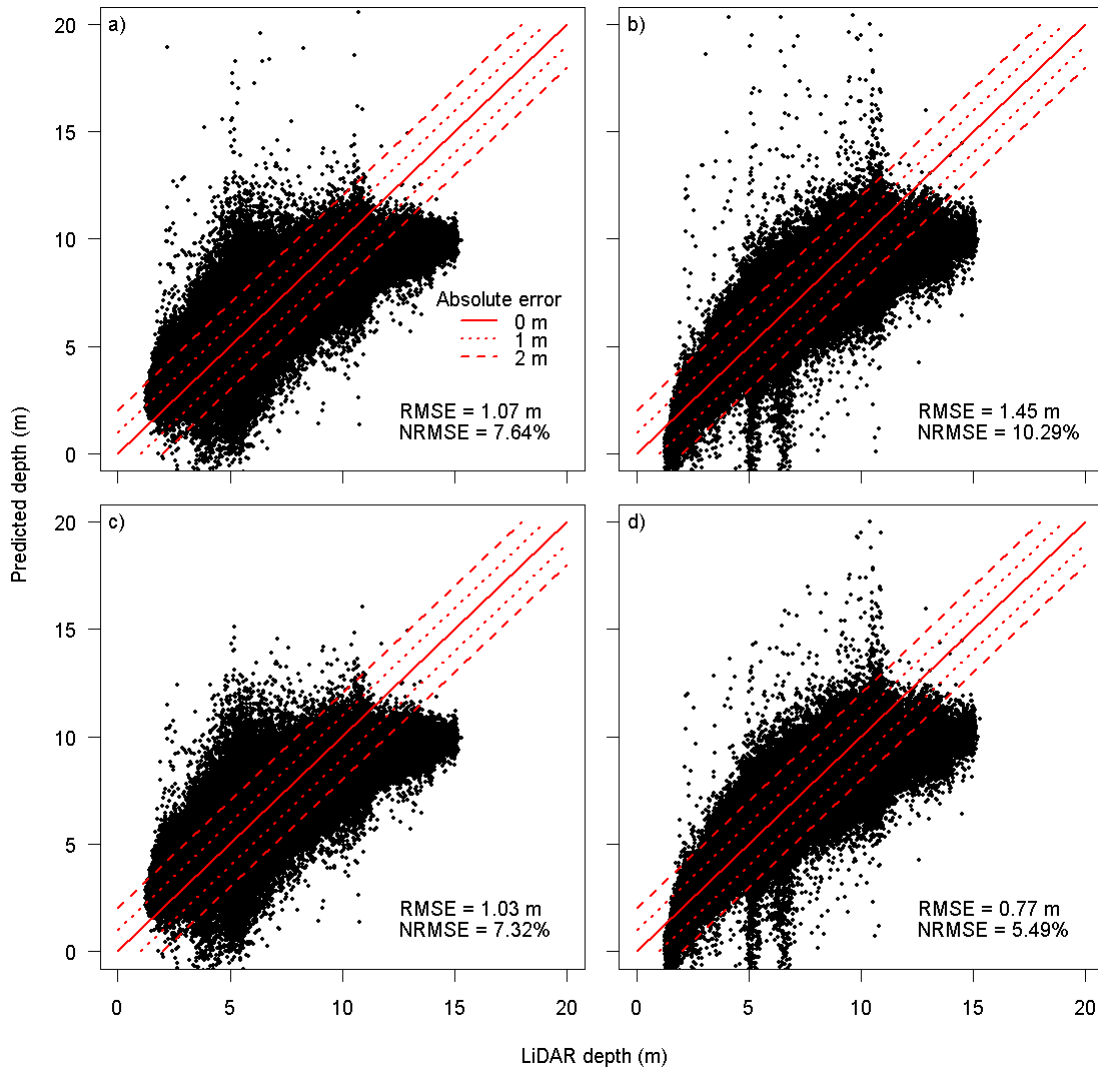 a)
20
15
10
5
0
Absolute error
0 m
1 m
2 m
RMSE = 1.07 m
NRMSE = 7.64%
b)
RMSE = 1.45 m
NRMSE = 10.29%
Predicted depth (m)
c)
20
15
10
5
0
RMSE = 1.03 m
NRMSE = 7.32%
d)
RMSE = 0.77 m
NRMSE = 5.49%
0 5 10 15 20
0 5 10 15 20
LiDAR depth (m)